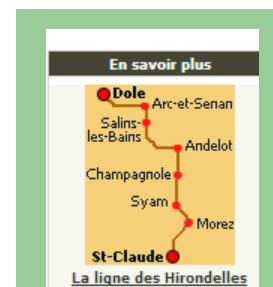 En savoir plus
Dole
Arc-et-Senan
Salins-
les-Bains
Andelot
Champagnole
Syam
Morez
St-Claude
La ligne des Hirondelles